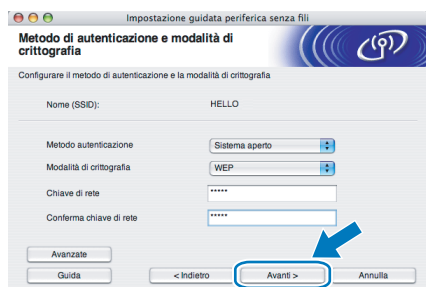 Impostazione guidata periferica senza fili
Metodo di autenticazione e modalità di
crittografia
Configurare il metodo di autenticazione e la modalità di crittografia
Nome (SSID): HELLO
Metodo autenticazione Sistema aperto
Modalità di crittografia WEP
Chiave di rete *****
Conferma chiave di rete *****
Avanzate
Guida < Indietro Avanti > Annulla